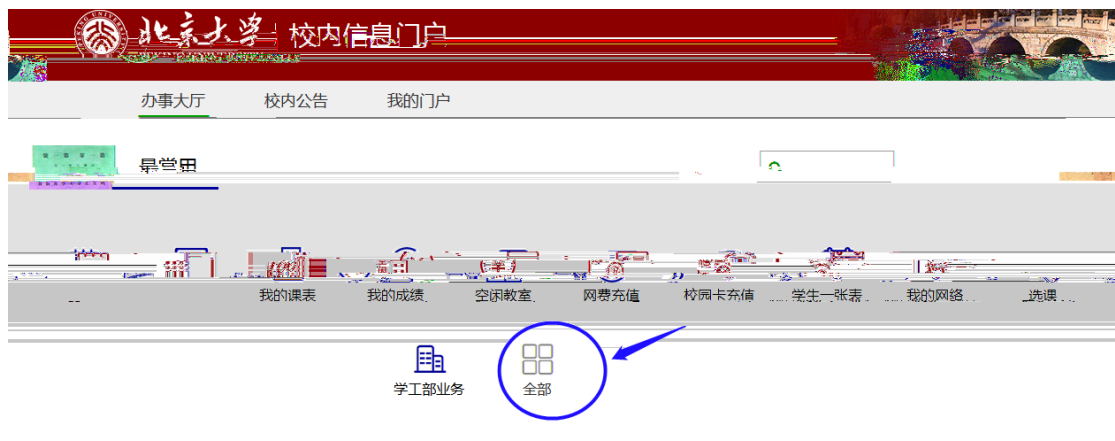 北京大学 校内信息门户
办事大厅 校内公告 我的门户
最常用
我的课表 我的成绩 空闲教室 网费充值 校园卡充值 学生一张表 我的网络 选课
学工部业务 全部